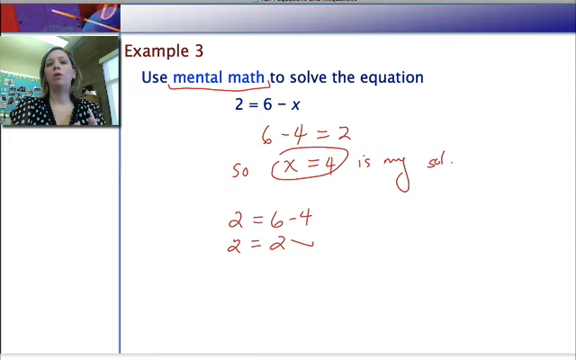 Example 3
Use mental math to solve the equation
2 = 6 – x
6 - 4 = 2
so x = 4 is my sol.
2 = 6 - 4
2 = 2 ✓